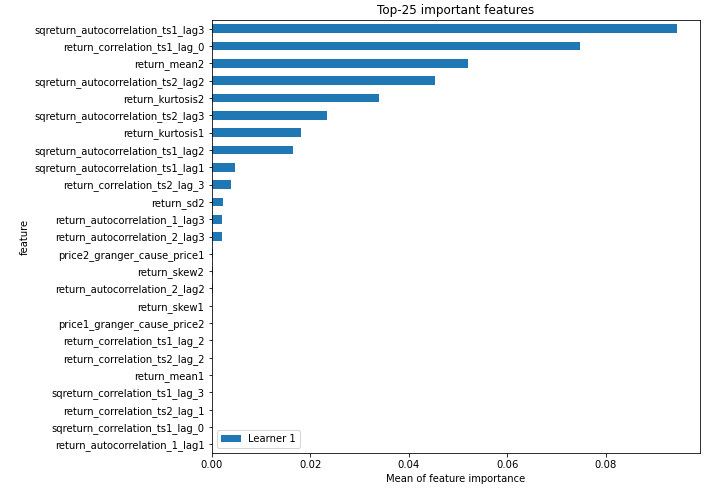 Top-25 important features
sqreturn_autocorrelation_ts1_lag3
return_correlation_ts1_lag_0
return_mean2
sqreturn_autocorrelation_ts2_lag2
return_kurtosis2
sqreturn_autocorrelation_ts2_lag3
return_kurtosis1
sqreturn_autocorrelation_ts1_lag2
sqreturn_autocorrelation_ts1_lag1
return_correlation_ts2_lag_3
return_sd2
return_autocorrelation_1_lag3
return_autocorrelation_2_lag3
price2_granger_cause_price1
return_skew2
return_autocorrelation_2_lag2
return_skew1
price1_granger_cause_price2
return_correlation_ts1_lag_2
return_correlation_ts2_lag_2
return_mean1
sqreturn_correlation_ts1_lag_3
return_correlation_ts2_lag_1
sqreturn_correlation_ts1_lag_0
return_autocorrelation_1_lag1
feature
Learner 1
0.00 0.02 0.04 0.06 0.08
Mean of feature importance